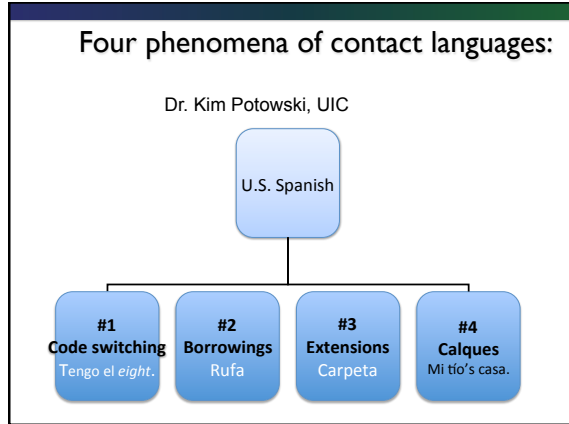 Four phenomena of contact languages:
Dr. Kim Potowski, UIC
U.S. Spanish
#1
Code switching
Tengo el eight.
#2
Borrowings
Rufa
#3
Extensions
Carpeta
#4
Calques
Mi tío’s casa.